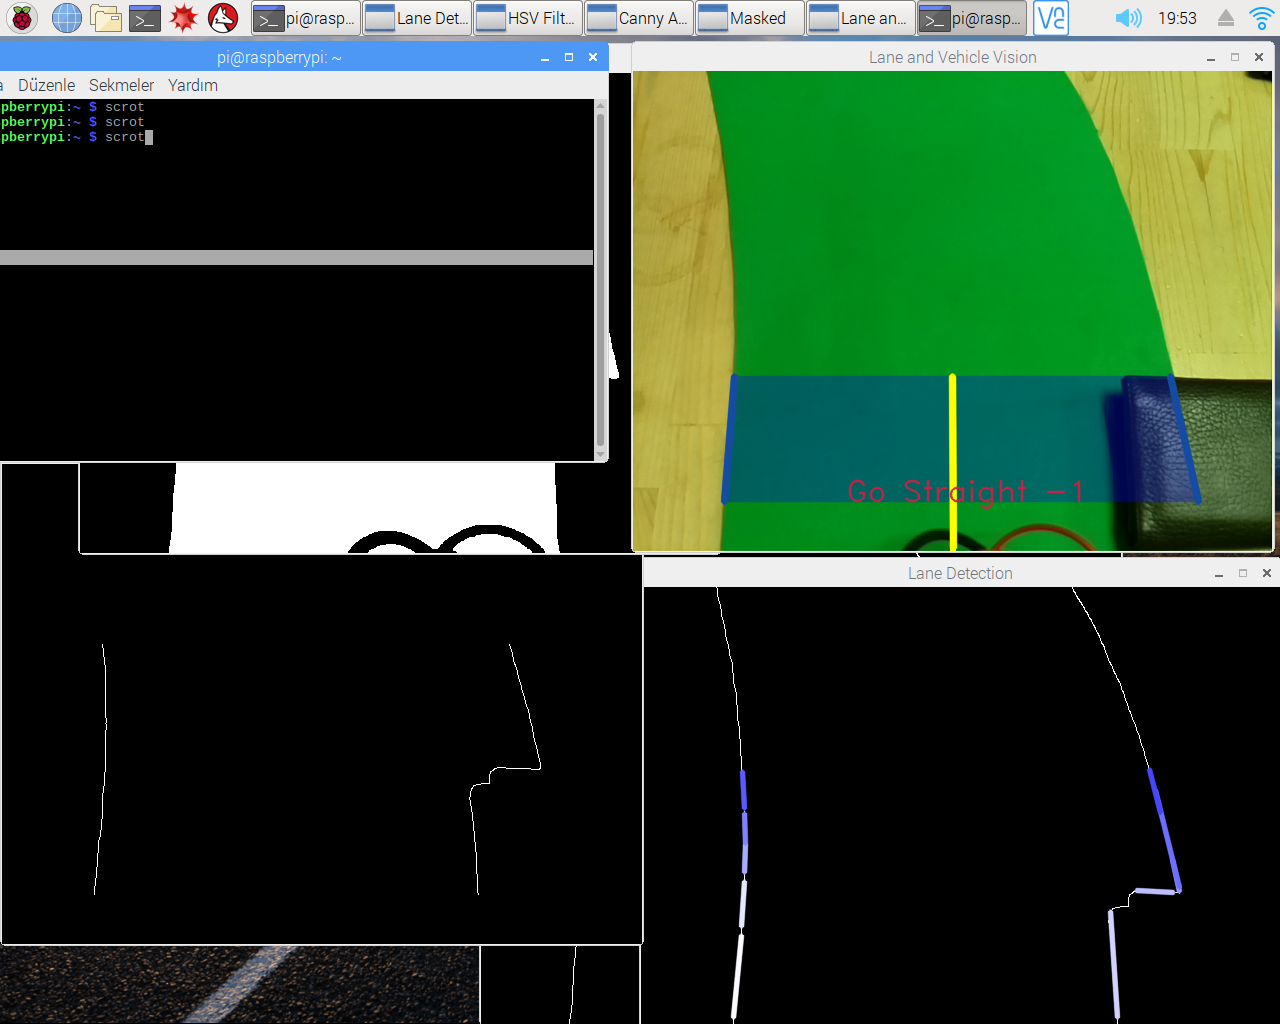 pi@rasp...
Lane Det...
HSV Filt...
Canny A...
Masked
Lane an...
pi@rasp...
19:53
pi@raspberrypi: ~
a Düzenle Sekmeler Yardım
pberrypi:~ $ scrot
pberrypi:~ $ scrot
pberrypi:~ $ scrot
Lane and Vehicle Vision
Go Straight -1
Lane Detection